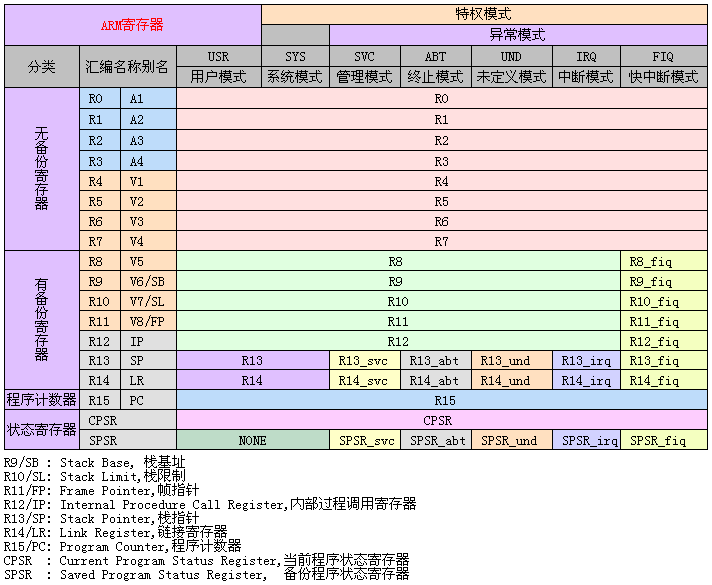 ARM寄存器 特权模式
异常模式
分类 汇编名称别名 USR SYS SVC ABT UND IRQ FIQ
用户模式 系统模式 管理模式 终止模式 未定义模式 中断模式 快中断模式
无备份寄存器 R0 A1 R0
R1 A2 R1
R2 A3 R2
R3 A4 R3
R4 V1 R4
R5 V2 R5
R6 V3 R6
R7 V4 R7
有备份寄存器 R8 V5 R8 R8_fiq
R9 V6/SB R9 R9_fiq
R10 V7/SL R10 R10_fiq
R11 V8/FP R11 R11_fiq
R12 IP R12 R12_fiq
R13 SP R13 R13_svc R13_abt R13_und R13_irq R13_fiq
R14 LR R14 R14_svc R14_abt R14_und R14_irq R14_fiq
程序计数器 R15 PC R15
状态寄存器 CPSR CPSR
SPSR NONE SPSR_svc SPSR_abt SPSR_und SPSR_irq SPSR_fiq
R9/SB : Stack Base, 栈基址
R10/SL: Stack Limit,栈限制
R11/FP: Frame Pointer,帧指针
R12/IP: Internal Procedure Call Register,内部过程调用寄存器
R13/SP: Stack Pointer,栈指针
R14/LR: Link Register,链接寄存器
R15/PC: Program Counter,程序计数器
CPSR : Current Program Status Register,当前程序状态寄存器
SPSR : Saved Program Status Register, 备份程序状态寄存器